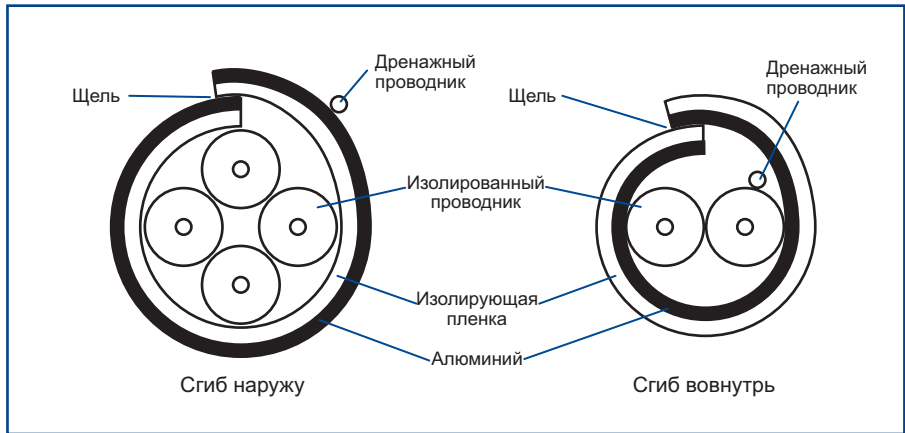 Дренажный
проводник
Щель
Дренажный
проводник
Щель
Изолированный
проводник
Изолирующая
пленка
Алюминий
Сгиб наружу
Сгиб вовнутрь